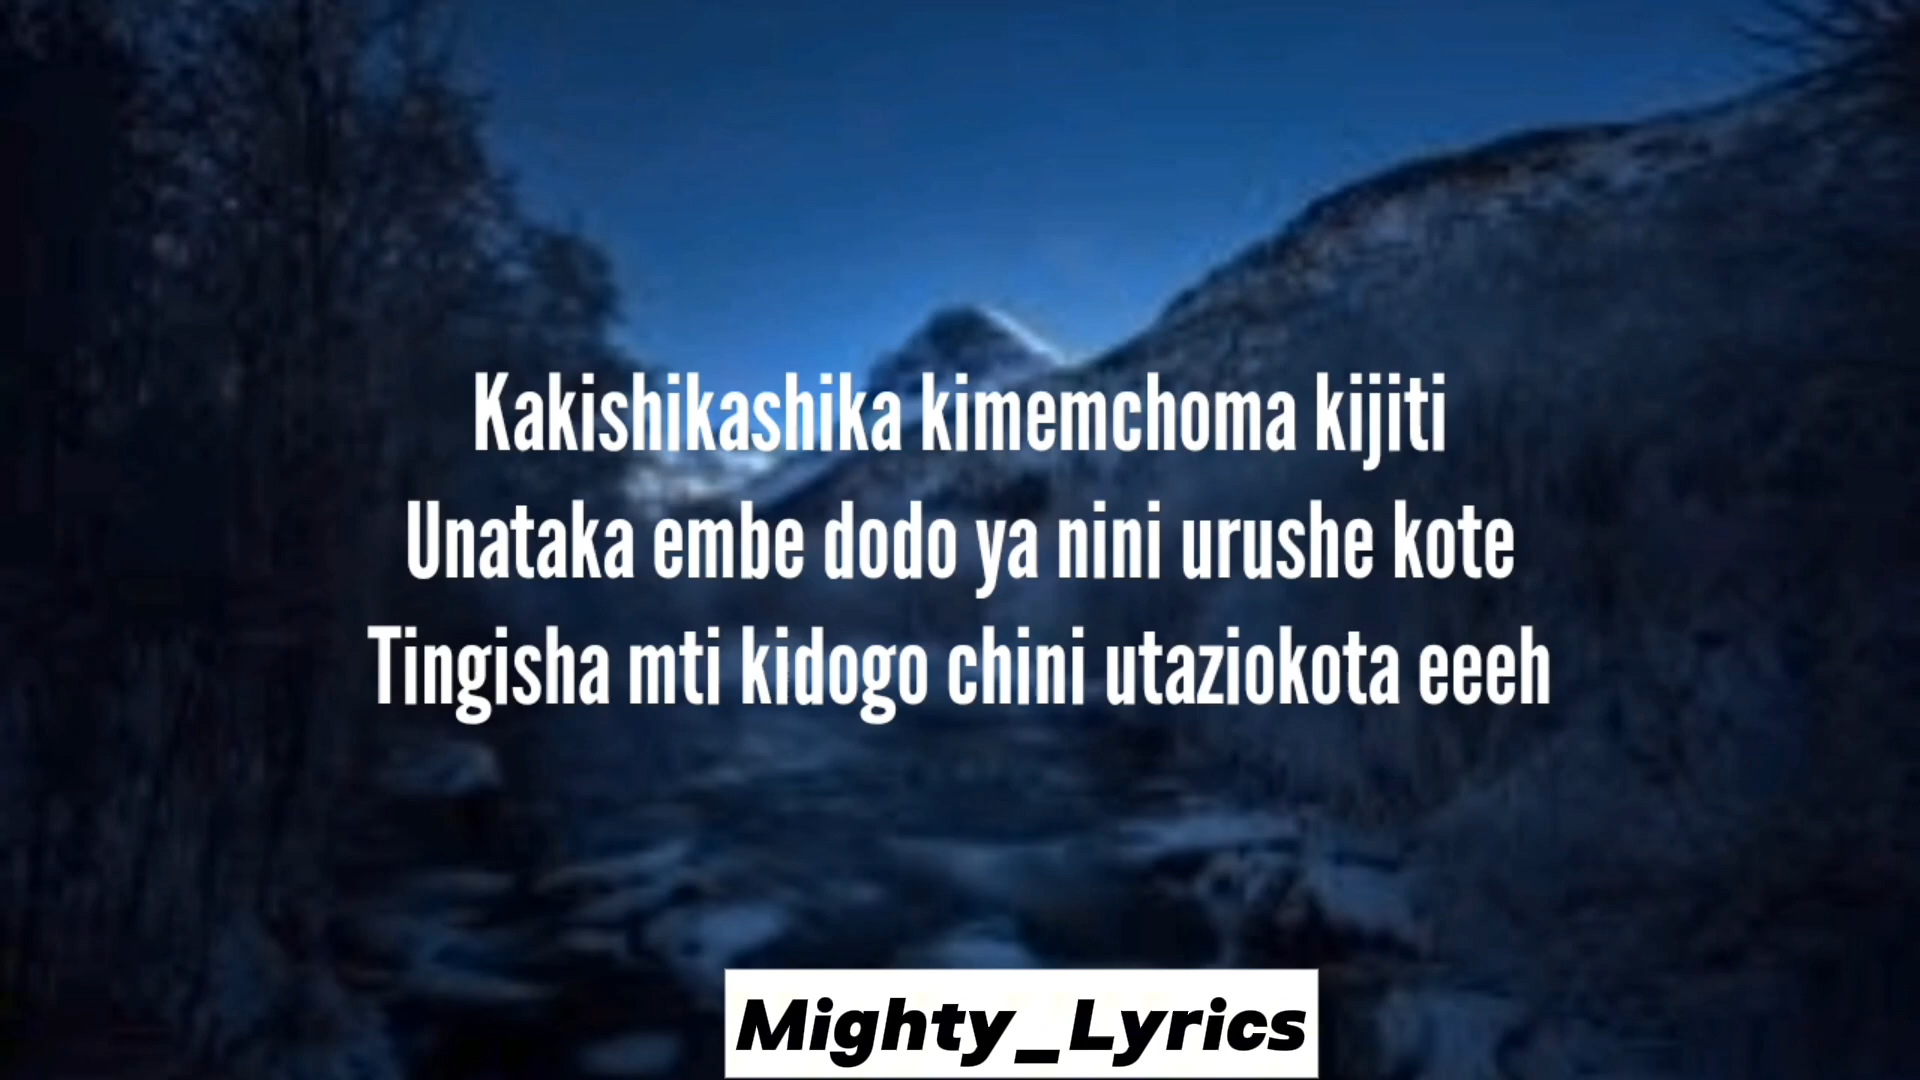 Kakishikashika kimemchoma kijiti
Unataka embe dodo ya nini urushe kote
Tingisha mti kidogo chini utaziokota eeeh
Mighty_Lyrics